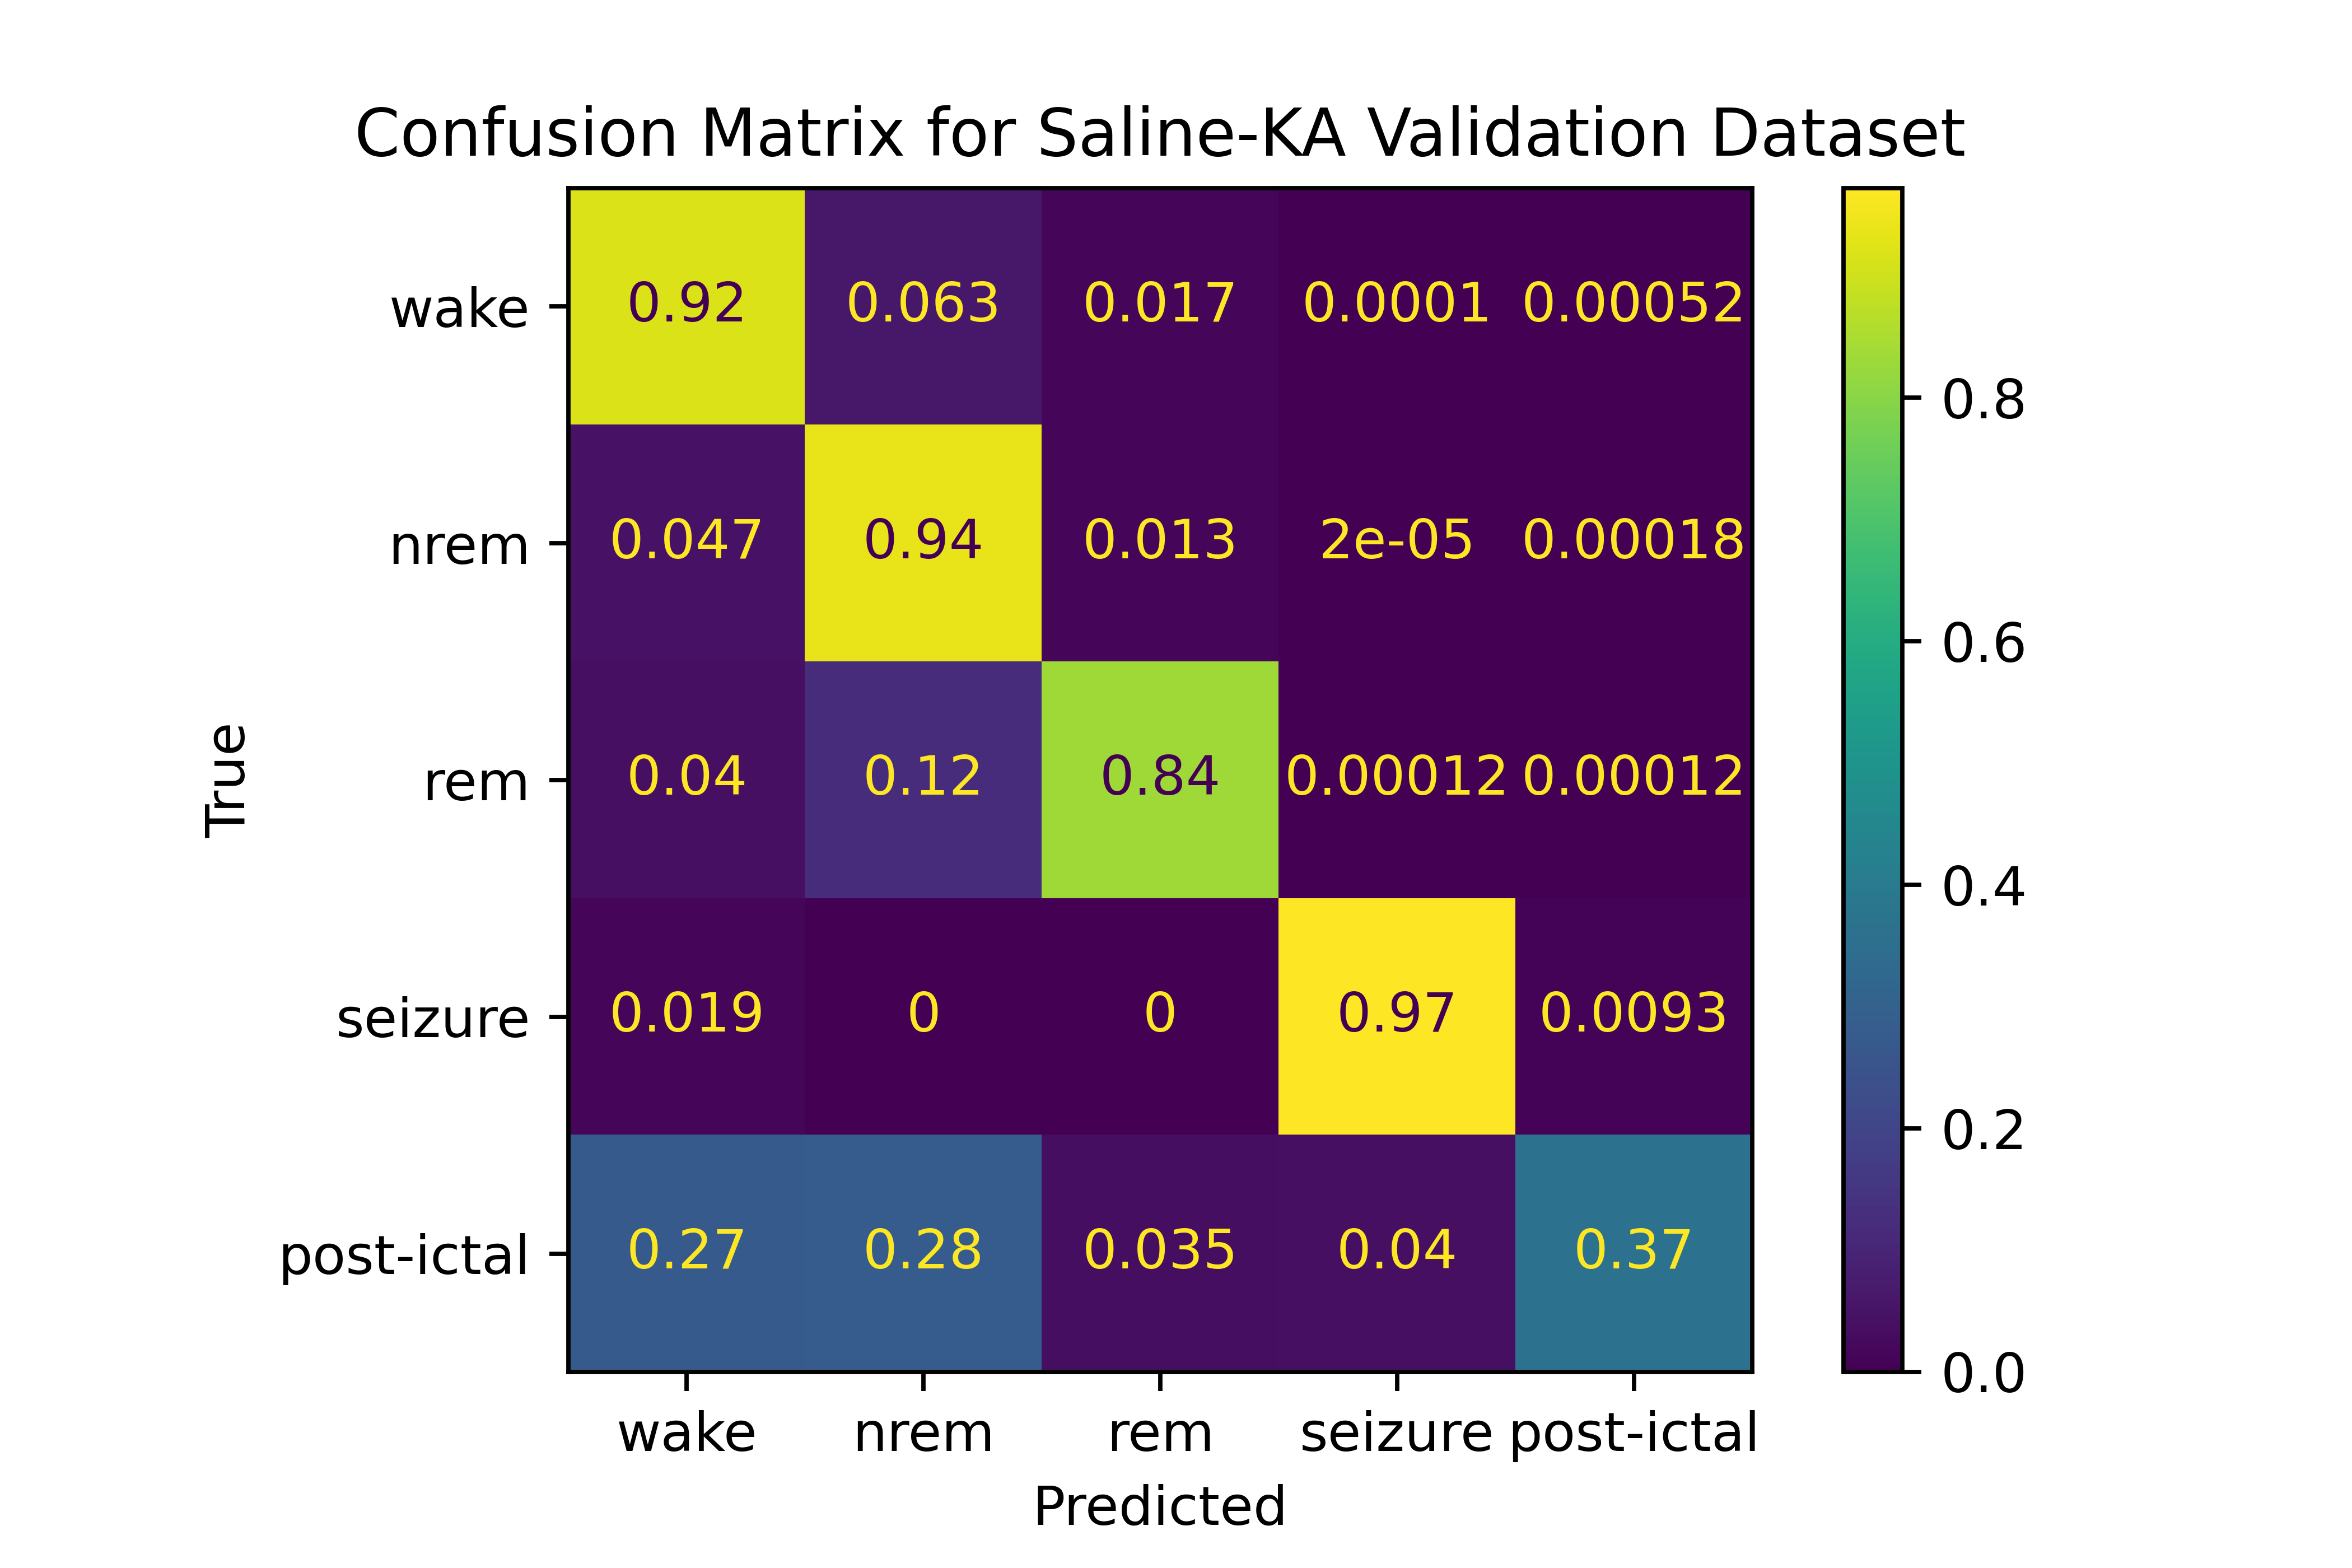 Confusion Matrix for Saline-KA Validation Dataset
wake 0.92 0.063 0.017 0.0001 0.00052
nrem 0.047 0.94 0.013 2e-05 0.00018
rem 0.04 0.12 0.84 0.00012 0.00012
seizure 0.019 0 0 0.97 0.0093
post-ictal 0.27 0.28 0.035 0.04 0.37
True
wake nrem rem seizure post-ictal
Predicted
0.8
0.6
0.4
0.2
0.0